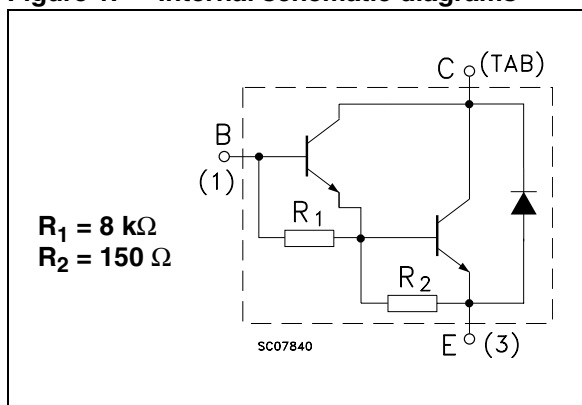 Figure 1. Internal schematic diagrams
C (TAB)
B
(1)
R1
R1 = 8 kΩ
R2 = 150 Ω
R2
SC07840
E (3)